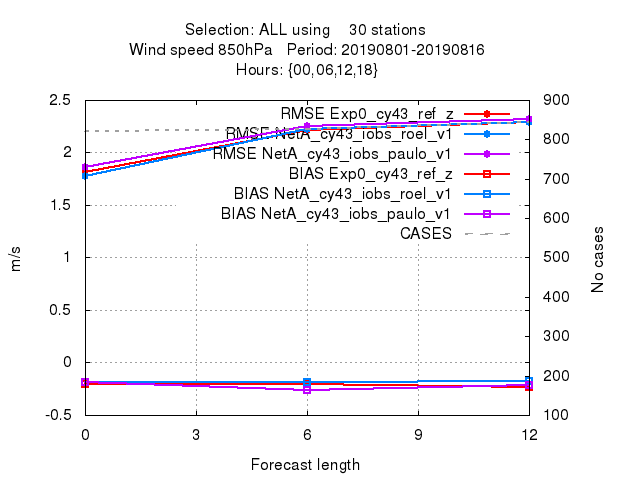 Selection: ALL using 30 stations
Wind speed 850hPa Period: 20190801-20190816
Hours: {00,06,12,18}
RMSE Exp0_cy43_ref_z
RMSE NetA_cy43_iobs_roel_v1
RMSE NetA_cy43_iobs_paulo_v1
BIAS Exp0_cy43_ref_z
BIAS NetA_cy43_iobs_roel_v1
BIAS NetA_cy43_iobs_paulo_v1
CASES
2.5
2
1.5
1
0.5
0
-0.5
m/s
900
800
700
600
500
400
300
200
100
No cases
0 3 6 9 12
Forecast length